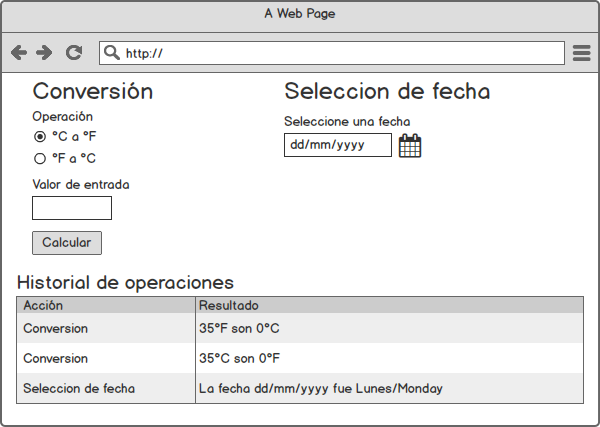 A Web Page
http://
Conversión
Operación
°C a °F
°F a °C
Valor de entrada
Calcular
Seleccion de fecha
Seleccione una fecha
dd/mm/yyyy
Historial de operaciones
Acción Resultado
Conversion 35°F son 0°C
Conversion 35°C son 0°F
Seleccion de fecha La fecha dd/mm/yyyy fue Lunes/Monday